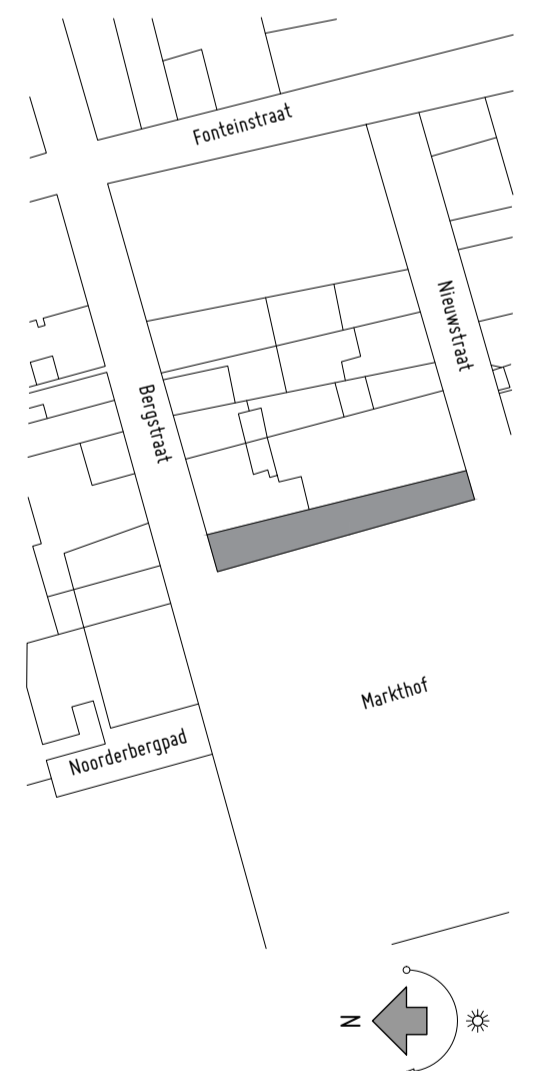 Fonteinstraat
Nieuwstraat
Bergstraat
Markthof
Noorderbergpad
N